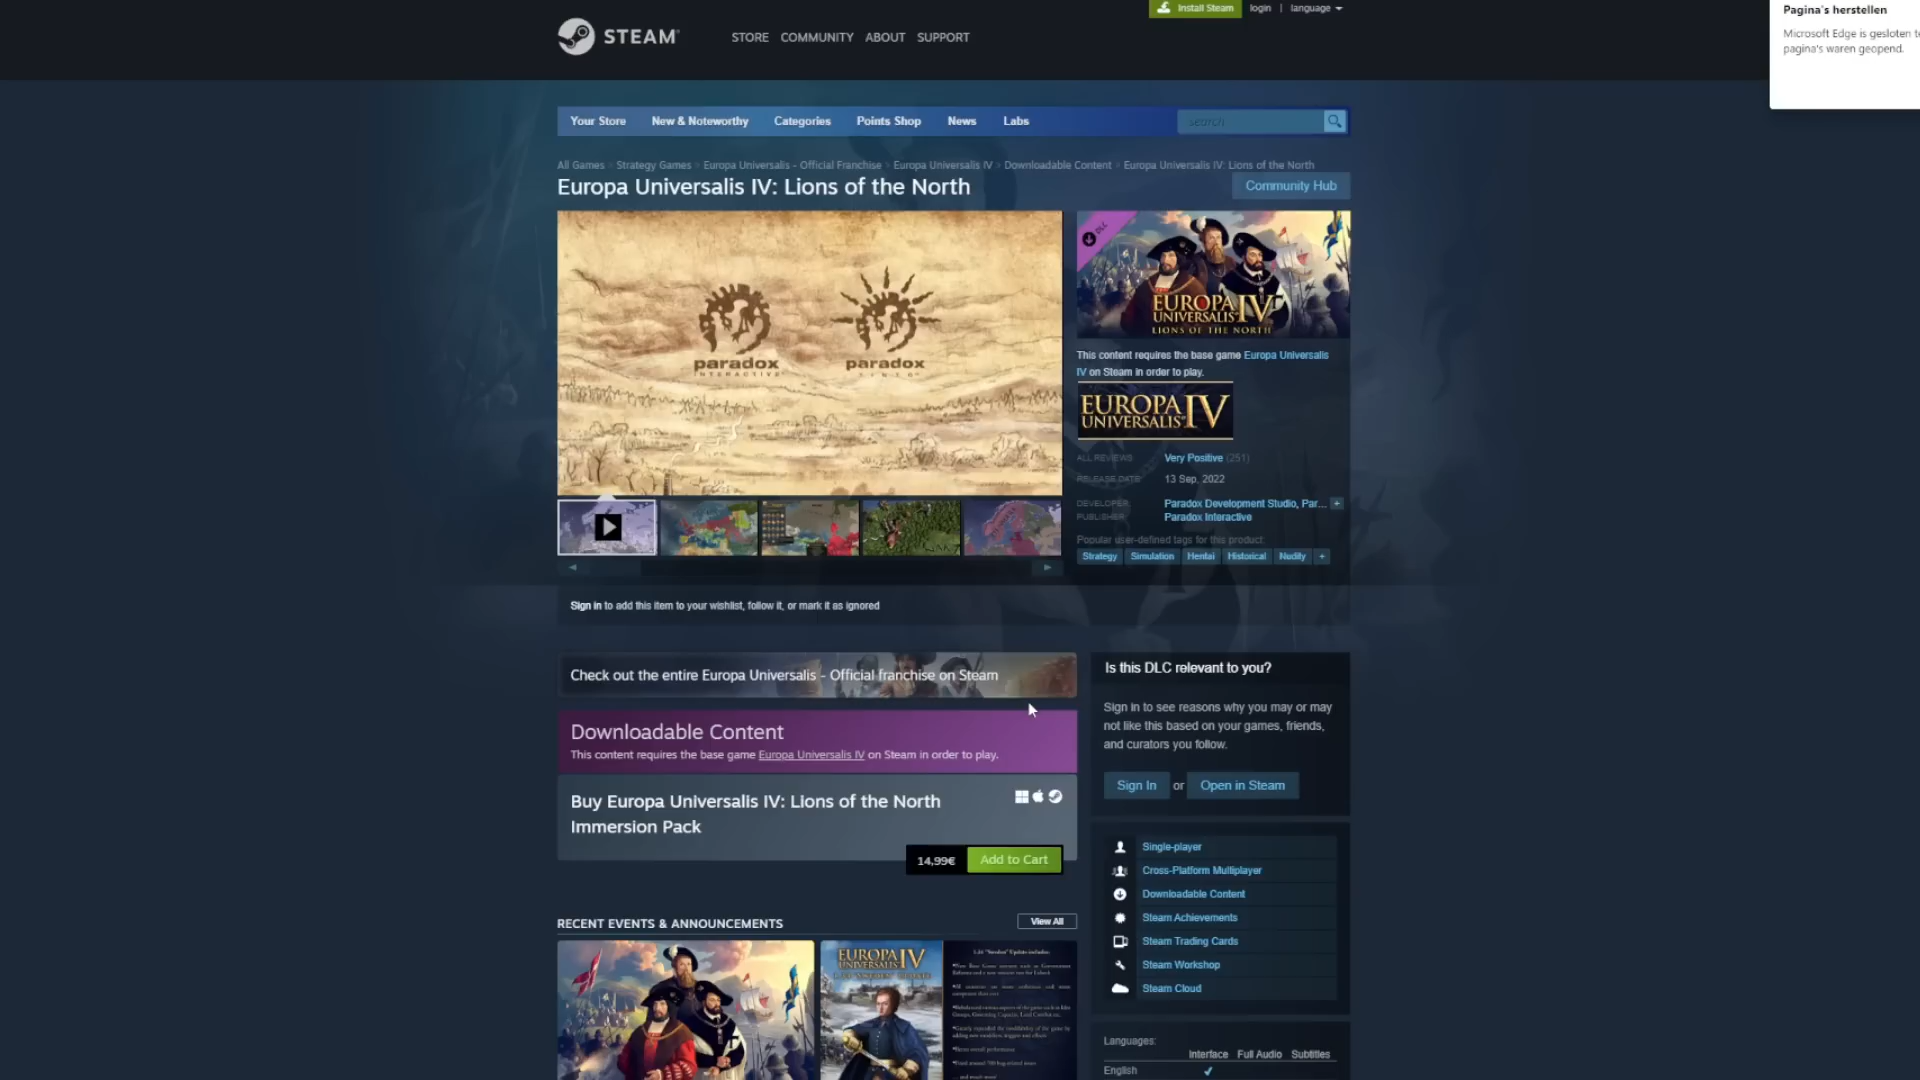 Install Steam login | language
Pagina's herstellen
Microsoft Edge is gesloten
pagina's waren geopend.
STEAM
STORE COMMUNITY ABOUT SUPPORT
Your Store New & Noteworthy Categories Points Shop News Labs search
All Games > Strategy Games > Europa Universalis - Official Franchise > Europa Universalis IV > Downloadable Content > Europa Universalis IV: Lions of the North
Europa Universalis IV: Lions of the North
Community Hub
paradox
INTERACTIVE
paradox
DLC
EUROPA
UNIVERSALIS IV
LIONS OF THE NORTH
This content requires the base game Europa Universalis
IV on Steam in order to play.
EUROPA
UNIVERSALIS IV
ALL REVIEWS: Very Positive (251)
RELEASE DATE: 13 Sep, 2022
DEVELOPER: Paradox Development Studio, Par... +
PUBLISHER: Paradox Interactive
Popular user-defined tags for this product:
Strategy Simulation Hentai Historical Nudity +
Sign in to add this item to your wishlist, follow it, or mark it as ignored
Check out the entire Europa Universalis - Official franchise on Steam
Downloadable Content
This content requires the base game Europa Universalis IV on Steam in order to play.
Buy Europa Universalis IV: Lions of the North
Immersion Pack
14,99€ Add to Cart
Is this DLC relevant to you?
Sign in to see reasons why you may or may
not like this based on your games, friends,
and curators you follow.
Sign In or Open in Steam
Single-player
Cross-Platform Multiplayer
Downloadable Content
Steam Achievements
Steam Trading Cards
Steam Workshop
Steam Cloud
RECENT EVENTS & ANNOUNCEMENTS View All
EUROPA
UNIVERSALIS IV
Languages:
Interface Full Audio Subtitles
English ✔